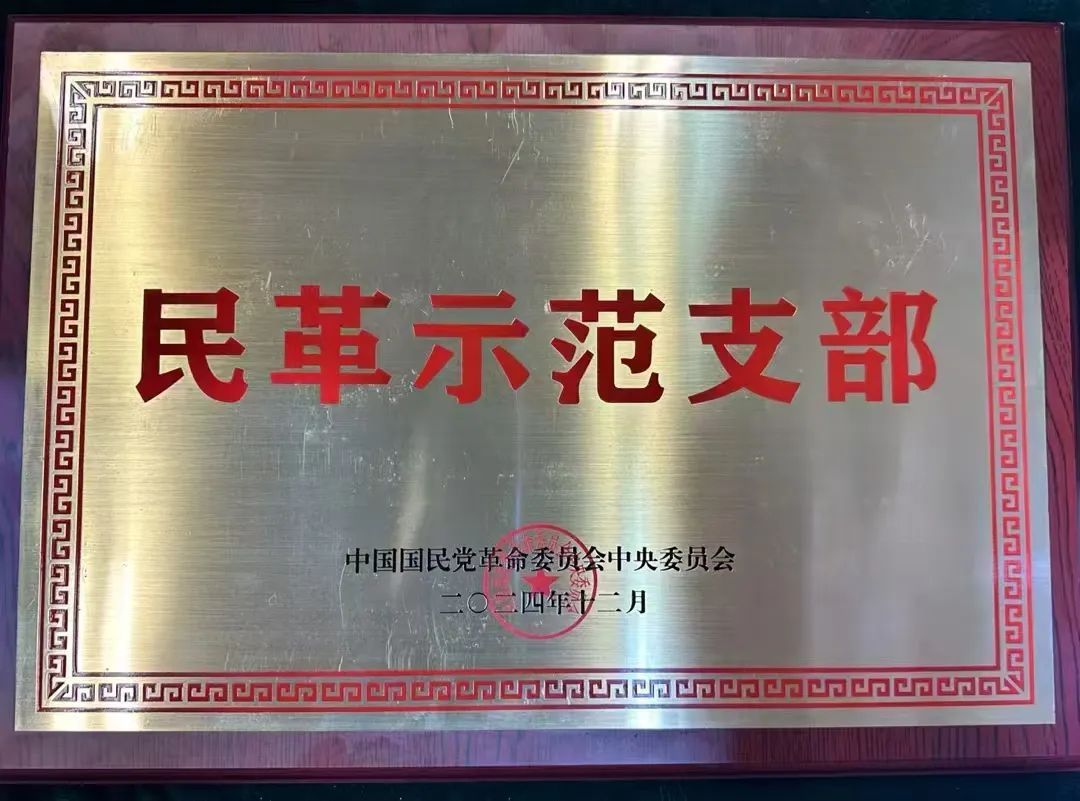 民革示范支部
中国国民党革命委员会中央委员会
二〇二四年十二月